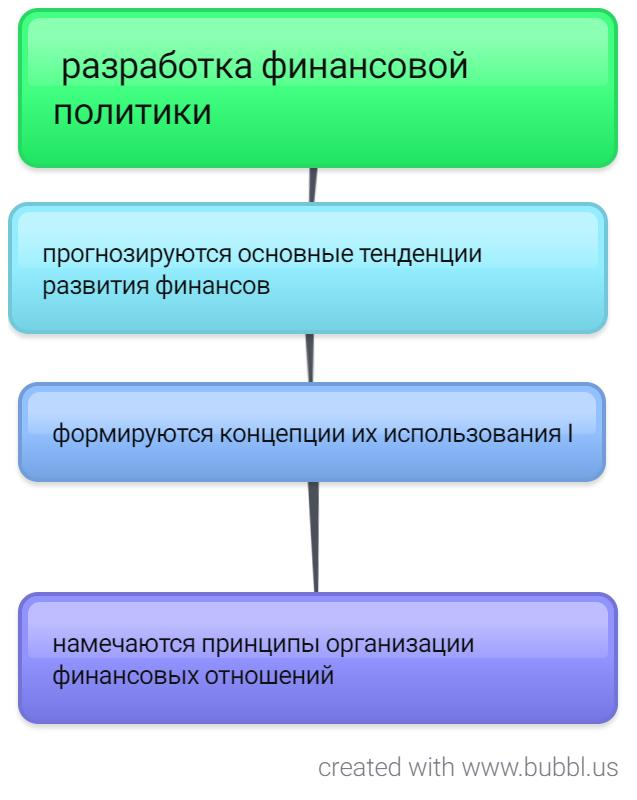 разработка финансовой
политики
прогнозируются основные тенденции
развития финансов
формируются концепции их использования l
намечаются принципы организации
финансовых отношений
created with www.bubbl.us